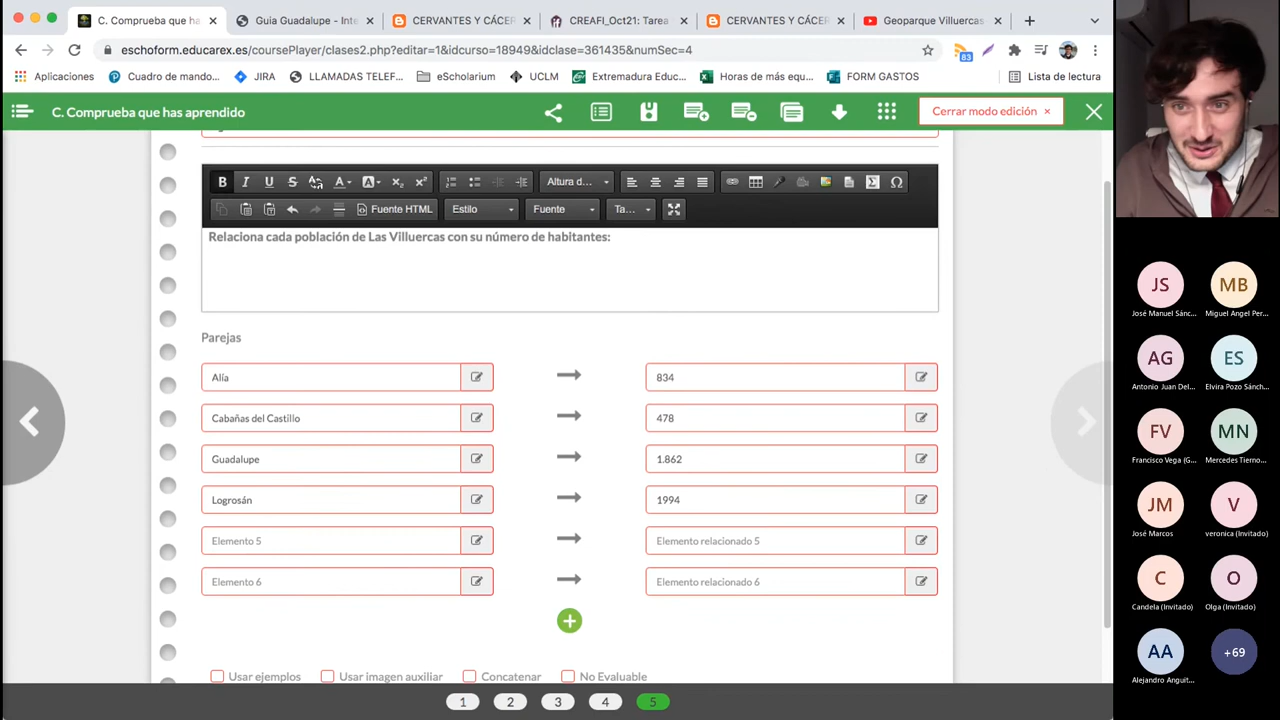 C. Comprueba que ha
Guia Guadalupe - Inte
CERVANTES Y CÁCER
CREAFI_Oct21: Tarea
CERVANTES Y CÁCER
Geoparque Villuercas
eschoform.educarex.es/coursePlayer/clases2.php?editar=1&idcurso=18949&idclase=361435&numSec=4
83
Aplicaciones
Cuadro de mando...
JIRA
LLAMADAS TELEF...
eScholarium
UCLM
Extremadura Educ...
Horas de más equ...
FORM GASTOS
Lista de lectura
C. Comprueba que has aprendido
Cerrar modo edición ×
B I U S
Altura d...
Fuente HTML
Estilo
Fuente
Ta...
Relaciona cada población de Las Villuercas con su número de habitantes:
Parejas
Alía
834
Cabañas del Castillo
478
Guadalupe
1.862
Logrosán
1994
Elemento 5
Elemento relacionado 5
Elemento 6
Elemento relacionado 6
Usar ejemplos
Usar imagen auxiliar
Concatenar
No Evaluable
1 2 3 4 5
JS
José Manuel Sánc...
MB
Miguel Angel Per...
AG
Antonio Juan Del...
ES
Elvira Pozo Sánch...
FV
Francisco Vega (G...
MN
Mercedes Tierno...
JM
José Marcos
V
veronica (Invitado)
C
Candela (Invitado)
O
Olga (Invitado)
AA
Alejandro Anguit...
+69